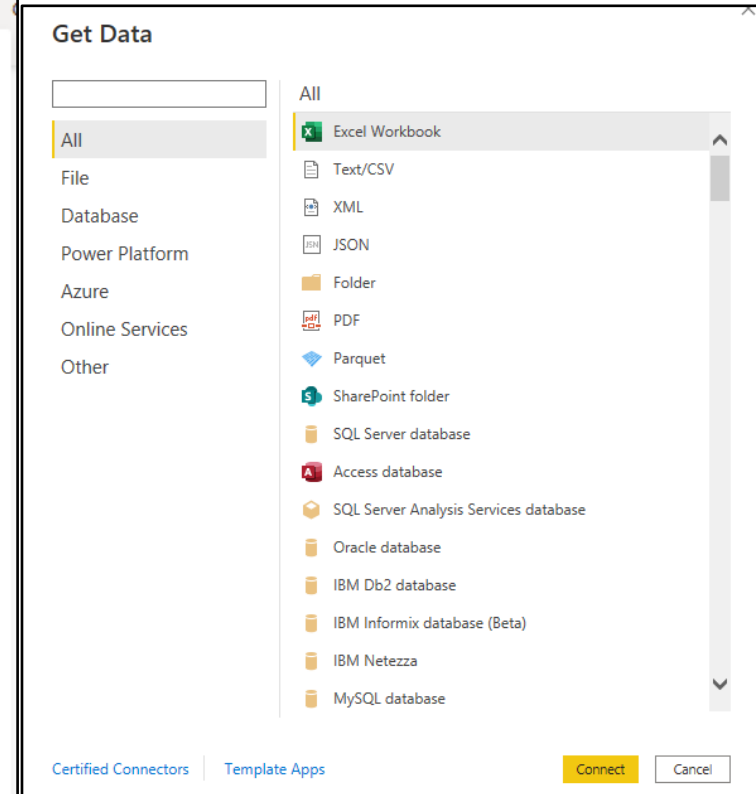 Get Data
All
File
Database
Power Platform
Azure
Online Services
Other
All
Excel Workbook
Text/CSV
XML
JSN JSON
Folder
pdf PDF
Parquet
S SharePoint folder
SQL Server database
A Access database
SQL Server Analysis Services database
Oracle database
IBM Db2 database
IBM Informix database (Beta)
IBM Netezza
MySQL database
Certified Connectors
Template Apps
Connect
Cancel